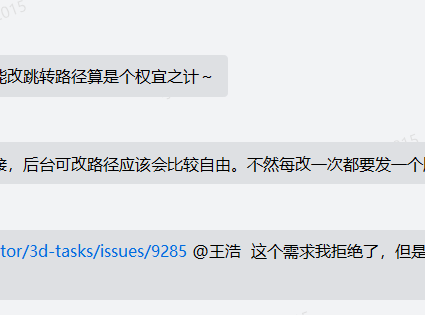 2015
能改跳转路径算是个权宜之计～
2015
接，后台可改路径应该会比较自由。不然每改一次都要发一个
tor/3d-tasks/issues/9285 @王浩 这个需求我拒绝了，但是